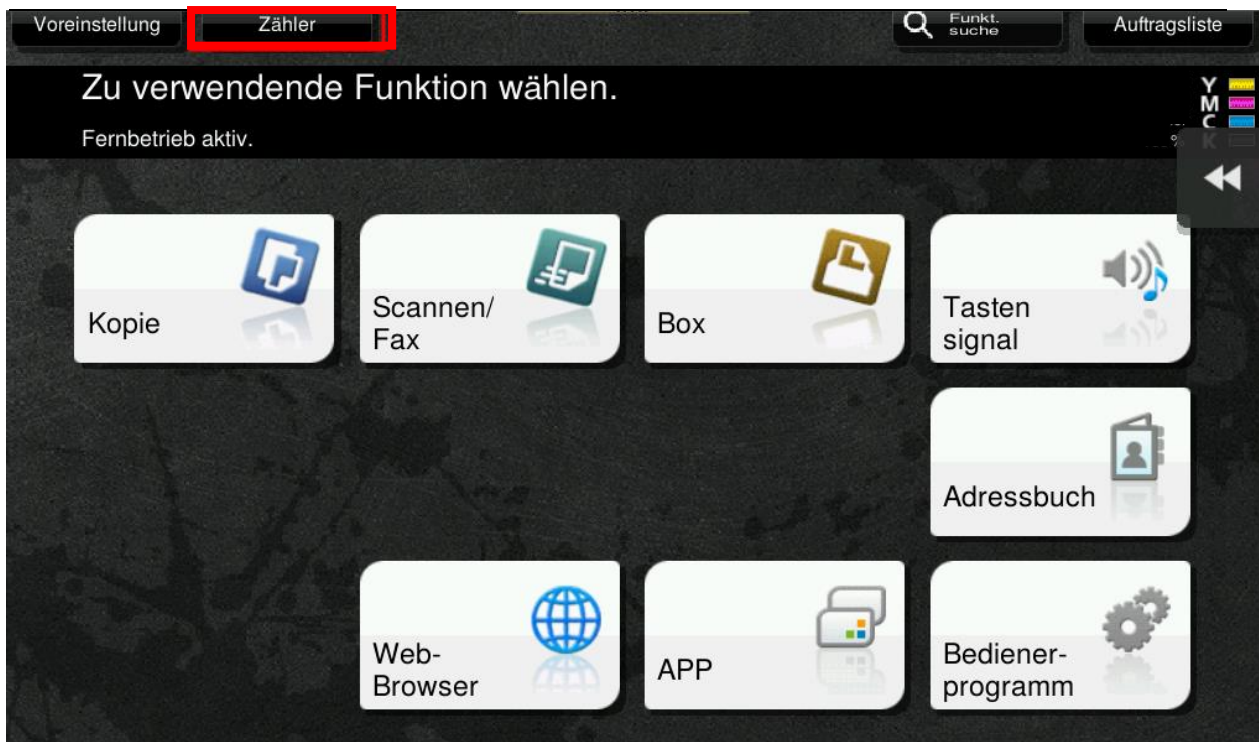 Voreinstellung
Zähler
Funkt.
suche
Auftragsliste
Zu verwendende Funktion wählen.
Fernbetrieb aktiv.
Y
M
C
K
%
Kopie
Scannen/
Fax
Box
Tasten
signal
Adressbuch
Web-
Browser
APP
Bediener-
programm